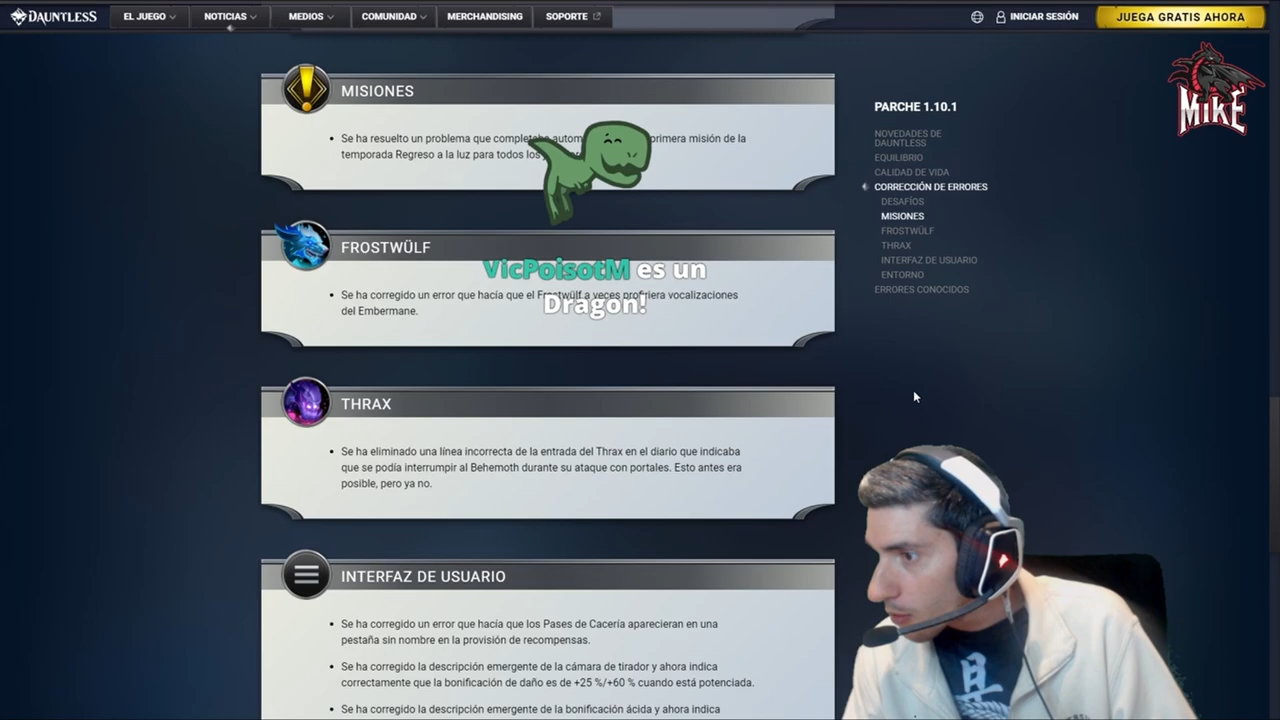 DAUNTLESS
EL JUEGO
NOTICIAS
MEDIOS
COMUNIDAD
MERCHANDISING
SOPORTE
INICIAR SESIÓN
JUEGA GRATIS AHORA
MIKE
MISIONES
Se ha resuelto un problema que completaba primera misión de la
temporada Regreso a la luz para todos los
VicPoisotM es un
Dragon!
FROSTWÜLF
Se ha corregido un error que hacía que el Frostwülf a veces profiriera vocalizaciones
del Embermane.
THRAX
Se ha eliminado una línea incorrecta de la entrada del Thrax en el diario que indicaba
que se podía interrumpir al Behemoth durante su ataque con portales. Esto antes era
posible, pero ya no.
INTERFAZ DE USUARIO
Se ha corregido un error que hacía que los Pases de Cacería aparecieran en una
pestaña sin nombre en la provisión de recompensas.
Se ha corregido la descripción emergente de la cámara de tirador y ahora indica
correctamente que la bonificación de daño es de +25 %/+60 % cuando está potenciada.
Se ha corregido la descripción emergente de la bonificación ácida y ahora indica
PARCHE 1.10.1
NOVEDADES DE
DAUNTLESS
EQUILIBRIO
CALIDAD DE VIDA
CORRECCIÓN DE ERRORES
DESAFÍOS
MISIONES
FROSTWÜLF
THRAX
INTERFAZ DE USUARIO
ENTORNO
ERRORES CONOCIDOS